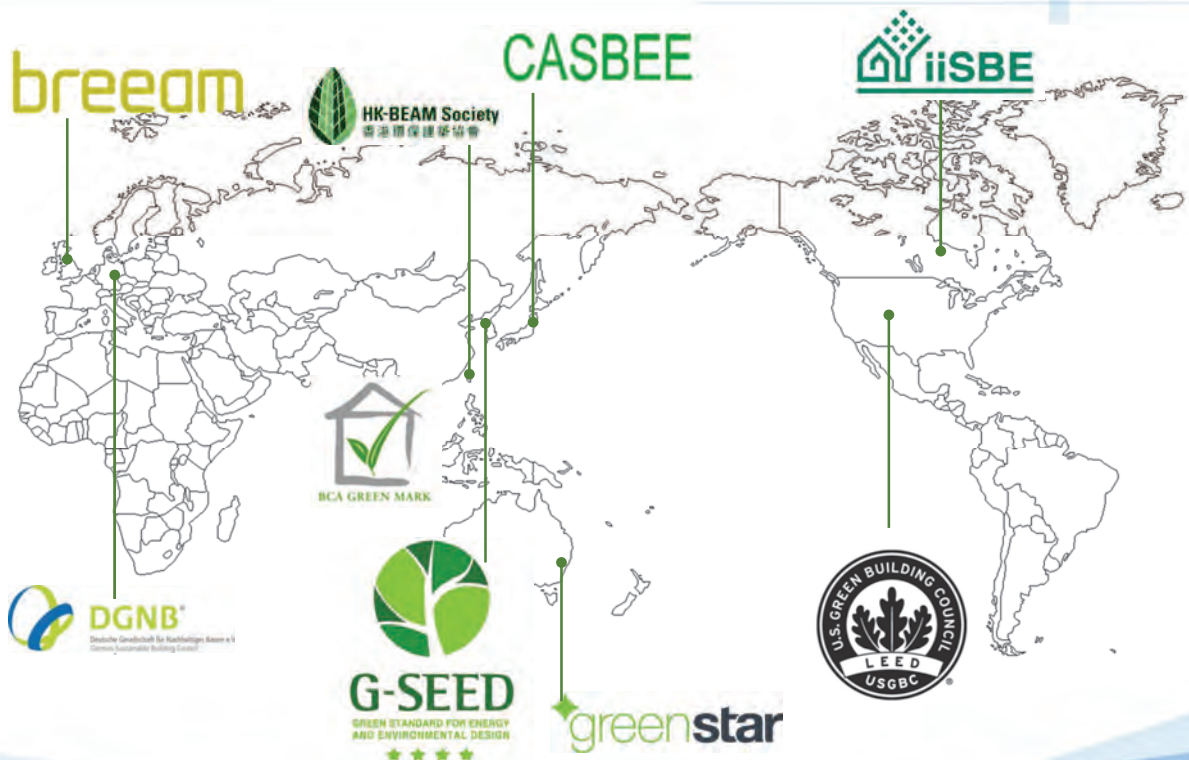 breeam
HK-BEAM Society
香港環保建築協會
CASBEE
iiSBE
BCA GREEN MARK
DGNB®
Deutsche Gesellschaft für Nachhaltiges Bauen e.V
German Sustainable Building Council
G-SEED
GREEN STANDARD FOR ENERGY
AND ENVIRONMENTAL DESIGN
greenstar
U.S. GREEN BUILDING COUNCIL
LEED
USGBC
®